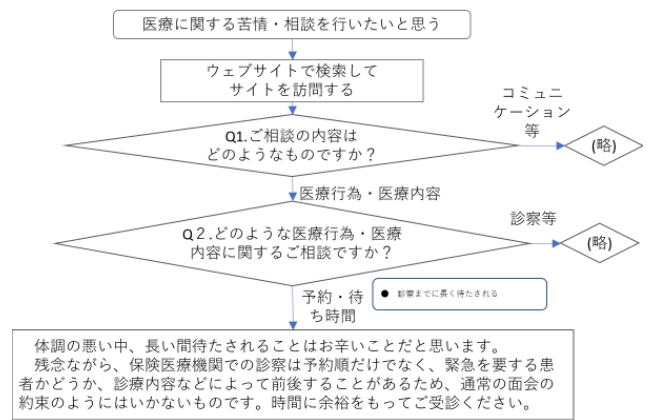 医療に関する苦情・相談を行いたいと思う
ウェブサイトで検索して
サイトを訪問する
コミュニ
ケーション
等
Q1.ご相談の内容は
どのようなものですか？
(略)
医療行為・医療内容
Q２.どのような医療行為・医療
内容に関するご相談ですか？
診察等
(略)
予約・待
ち時間
● 診察までに長く待たされる
体調の悪い中、長い間待たされることはお辛いことだと思います。
残念ながら、保険医療機関での診察は予約順だけでなく、緊急を要する患
者かどうか、診療内容などによって前後することがあるため、通常の面会の
約束のようにはいかないものです。時間に余裕をもってご受診ください。